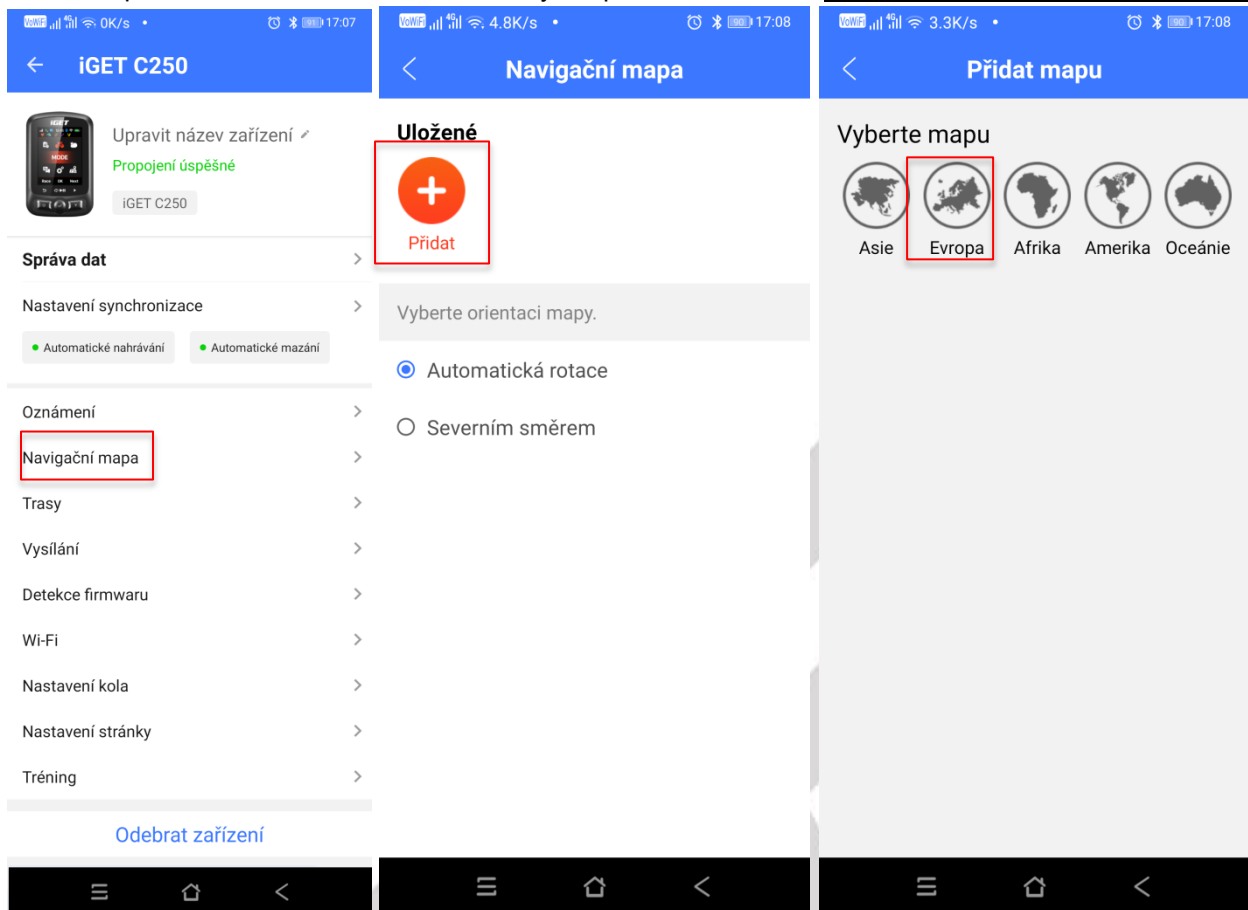 VoWiFi 4G 0K/s 91 17:07
iGET C250
iGET
MODE
Upravit název zařízení
Propojení úspěšné
iGET C250
Správa dat
Nastavení synchronizace
Automatické nahrávání
Automatické mazání
Oznámení
Navigační mapa
Trasy
Vysílání
Detekce firmwaru
Wi-Fi
Nastavení kola
Nastavení stránky
Tréning
Odebrat zařízení
VoWiFi 4G 4.8K/s 90 17:08
Navigační mapa
Uložené
Přidat
Vyberte orientaci mapy.
Automatická rotace
Severním směrem
VoWiFi 4G 3.3K/s 90 17:08
Přidat mapu
Vyberte mapu
Asie Evropa Afrika Amerika Oceánie